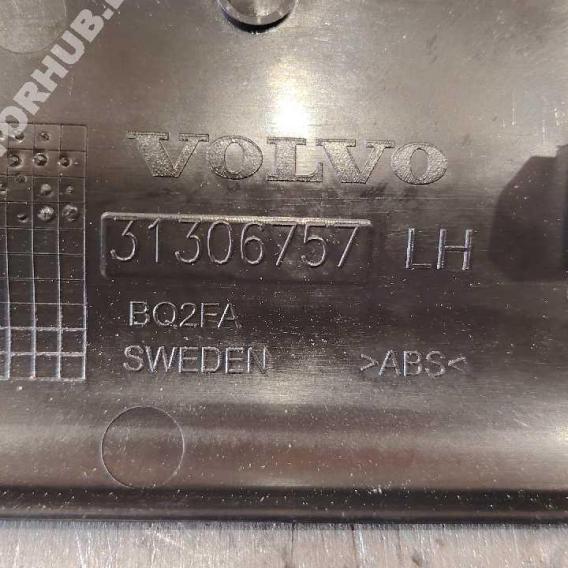 VOLVO
31306757 LH
BQ2FA
SWEDEN >ABS<